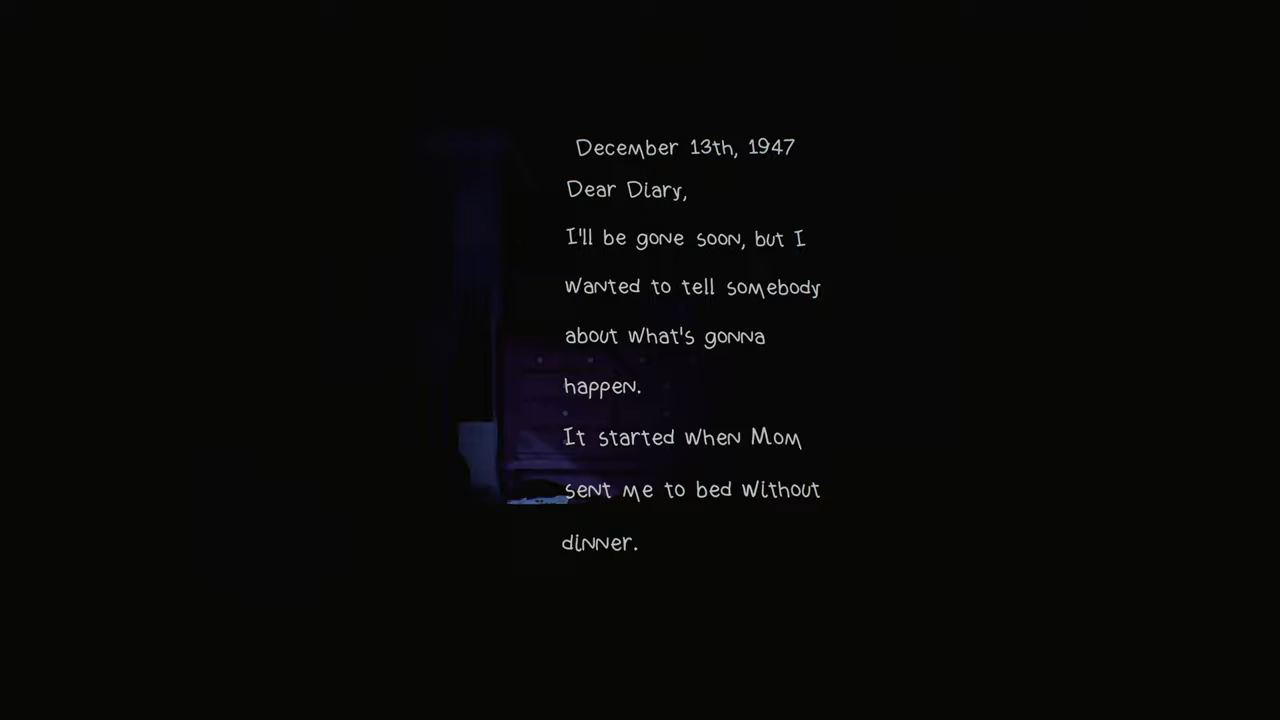 December 13th, 1947
Dear Diary,
I'll be gone soon, but I
wanted to tell somebody
about what's gonna
happen.
It started when Mom
sent me to bed without
dinner.